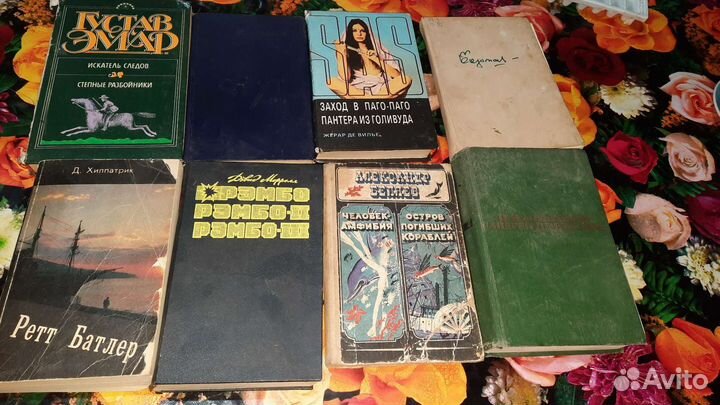 ГУСТАВ
ЭМАР
ИСКАТЕЛЬ СЛЕДОВ
СТЕПНЫЕ РАЗБОЙНИКИ
SAS
ЗАХОД В ПАГО-ПАГО
ПАНТЕРА ИЗ ГОЛИВУДА
ЖЕРАР ДЕ ВИЛЬЕ
Д. Хилпатрик
Ретт Батлер
Дэвид Моррелл
РЭМБО
РЭМБО-II
РЭМБО-III
АЛЕКСАНДР
БЕЛЯЕВ
ЧЕЛОВЕК-
АМФИБИЯ
ОСТРОВ
ПОГИБШИХ
КОРАБЛЕЙ
Avito